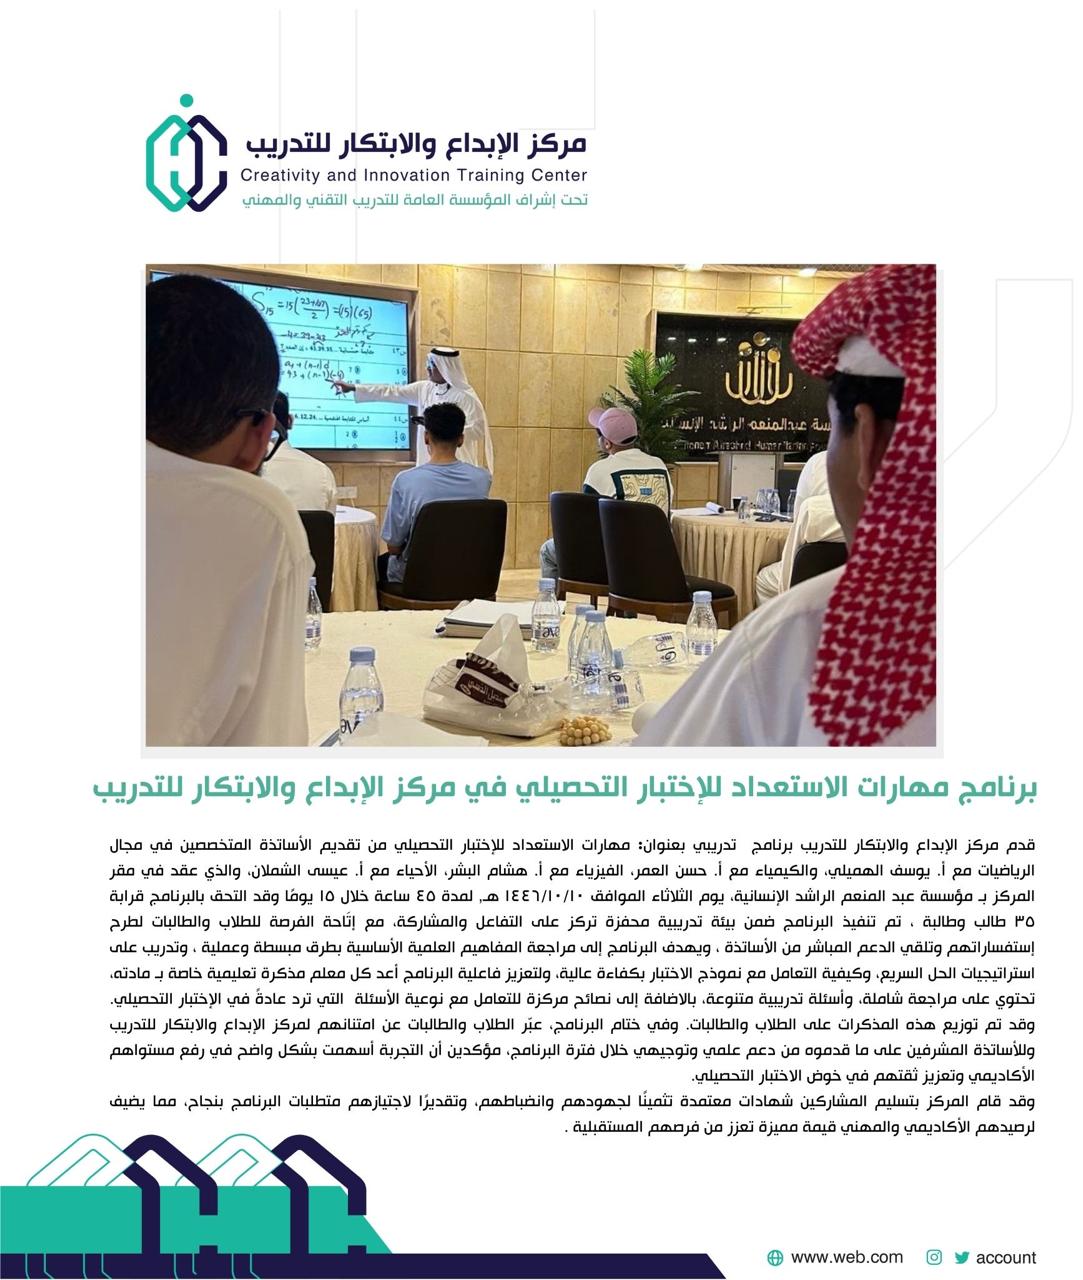 مركز الإبداع والابتكار للتدريب
Creativity and Innovation Training Center
تحت إشراف المؤسسة العامة للتدريب التقني والمهني
S15 = 15(
) = (15)(65)
برنامج مهارات الاستعداد للإختبار التحصيلي في مركز الإبداع والابتكار للتدريب
قدم مركز الإبداع والابتكار للتدريب برنامج تدريبي بعنوان: مهارات الاستعداد للإختبار التحصيلي من تقديم الأساتذة المتخصصين في مجال
الرياضيات مع أ. يوسف الهميلي، والكيمياء مع أ. حسن العمر، الفيزياء مع أ. هشام البشر، الأحياء مع أ. عيسى الشملان، والذي عقد في مقر
المركز بـ مؤسسة عبد المنعم الراشد الإنسانية، يوم الثلاثاء الموافق ١٤٤٦/١٠/١٠ هـ, لمدة ٤٥ ساعة خلال ١٥ يومًا وقد التحق بالبرنامج قرابة
٣٥ طالب وطالبة ، تم تنفيذ البرنامج ضمن بيئة تدريبية محفزة تركز على التفاعل والمشاركة، مع إتَاحة الفرصة للطلاب والطالبات لطرح
إستفساراتهم وتلقي الدعم المباشر من الأساتذة ، ويهدف البرنامج إلى مراجعة المفاهيم العلمية الأساسية بطرق مبسطة وعملية ، وتدريب على
استراتيجيات الحل السريع، وكيفية التعامل مع نموذج الاختبار بكفاءة عالية، ولتعزيز فاعلية البرنامج أعد كل معلم مذكرة تعليمية خاصة بـ مادته،
تحتوي على مراجعة شاملة، وأسئلة تدريبية متنوعة، بالاضافة إلى نصائح مركزة للتعامل مع نوعية الأسئلة التي ترد عادةً في الإختبار التحصيلي.
وقد تم توزيع هذه المذكرات على الطلاب والطالبات. وفي ختام البرنامج، عبّر الطلاب والطالبات عن امتنانهم لمركز الإبداع والابتكار للتدريب
وللأساتذة المشرفين على ما قدموه من دعم علمي وتوجيهي خلال فترة البرنامج، مؤكدين أن التجربة أسهمت بشكل واضح في رفع مستواهم
الأكاديمي وتعزيز ثقتهم في خوض الاختبار التحصيلي.
وقد قام المركز بتسليم المشاركين شهادات معتمدة تثمينًا لجهودهم وانضباطهم، وتقديرًا لاجتيازهم متطلبات البرنامج بنجاح، مما يضيف
لرصيدهم الأكاديمي والمهني قيمة مميزة تعزز من فرصهم المستقبلية .
www.web.com
account